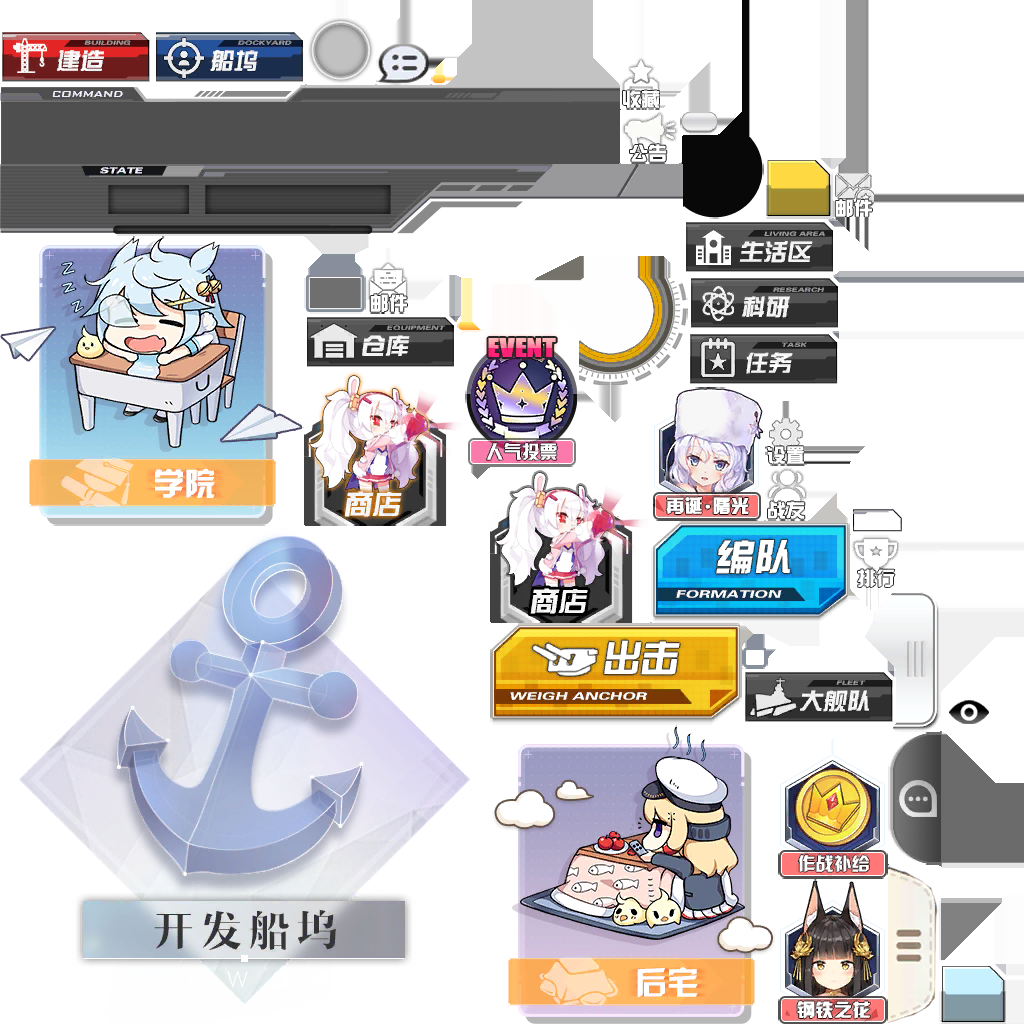 BUILDING
建造
DOCKYARD
船坞
COMMAND
收藏
公告
STATE
邮件
LIVING AREA
生活区
邮件
RESEARCH
科研
EQUIPMENT
仓库
TASK
任务
EVENT
人气投票
Z
Z
Z
Z
学院
商店
设置
再诞·曙光
战友
编队
FORMATION
排行
商店
出击
WEIGH ANCHOR
FLEET
大舰队
作战补给
开发船坞
W
后宅
钢铁之花